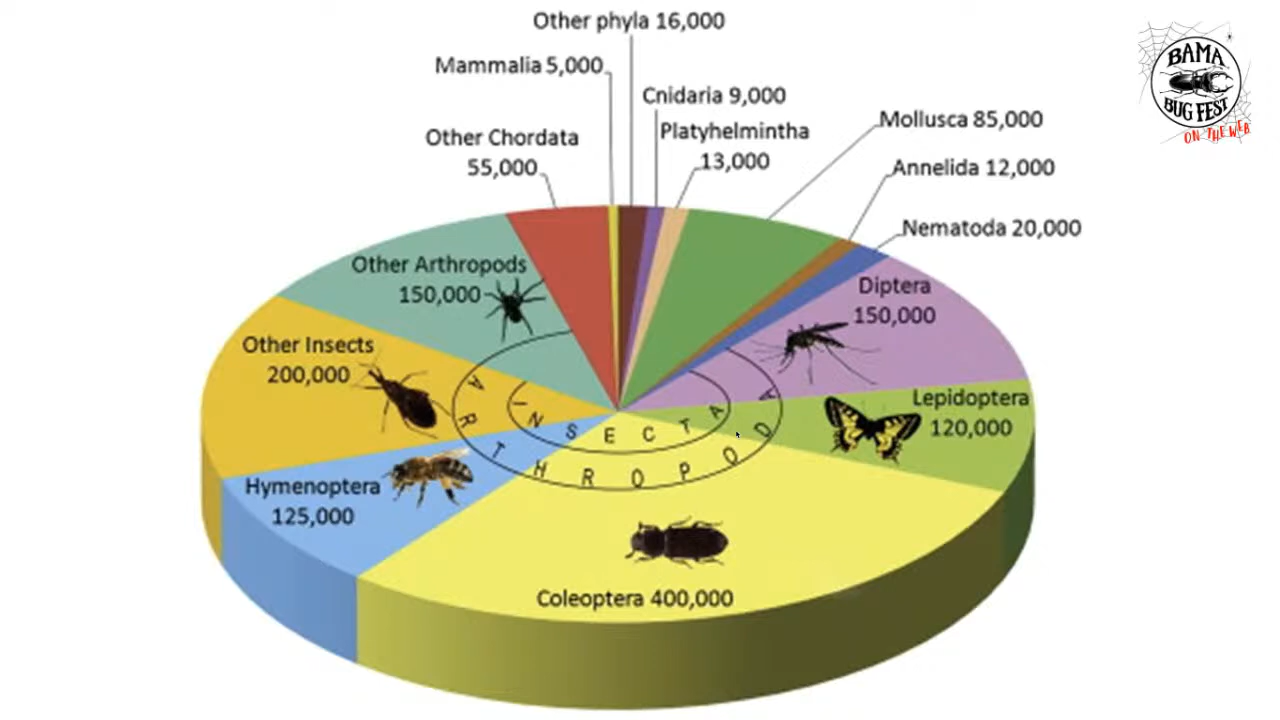 Other phyla 16,000
Mammalia 5,000
Cnidaria 9,000
Other Chordata
55,000
Platyhelmintha
13,000
Mollusca 85,000
Annelida 12,000
Nematoda 20,000
Other Arthropods
150,000
Diptera
150,000
Other Insects
200,000
Lepidoptera
120,000
Hymenoptera
125,000
Coleoptera 400,000
INSECTA
ARTHROPODA
BAMA
BUG FEST
ON THE WEB